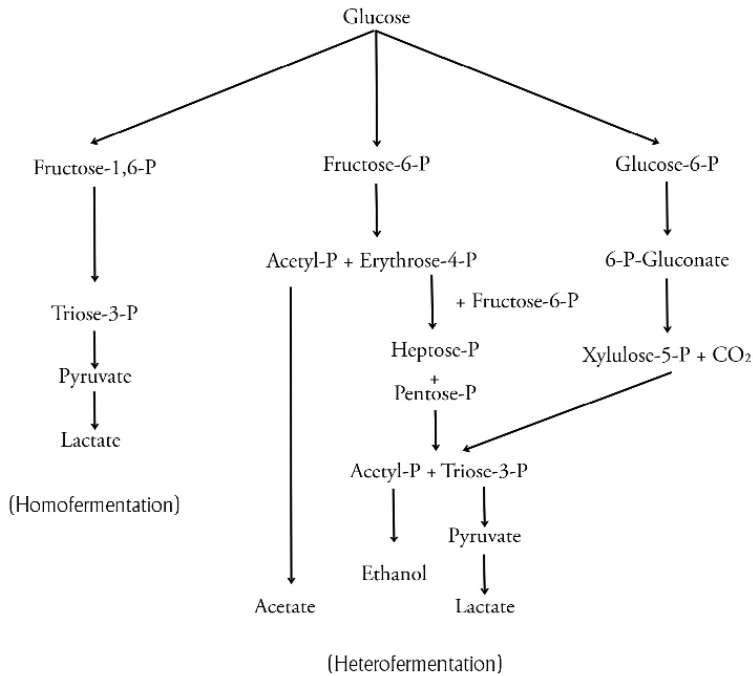 Glucose
Fructose-1,6-P
Fructose-6-P
Glucose-6-P
Acetyl-P + Erythrose-4-P
6-P-Gluconate
+ Fructose-6-P
Triose-3-P
Heptose-P
+
Pentose-P
Xylulose-5-P + CO₂
Pyruvate
Lactate
Acetyl-P + Triose-3-P
(Homofermentation)
Pyruvate
Ethanol
Acetate
Lactate
(Heterofermentation)